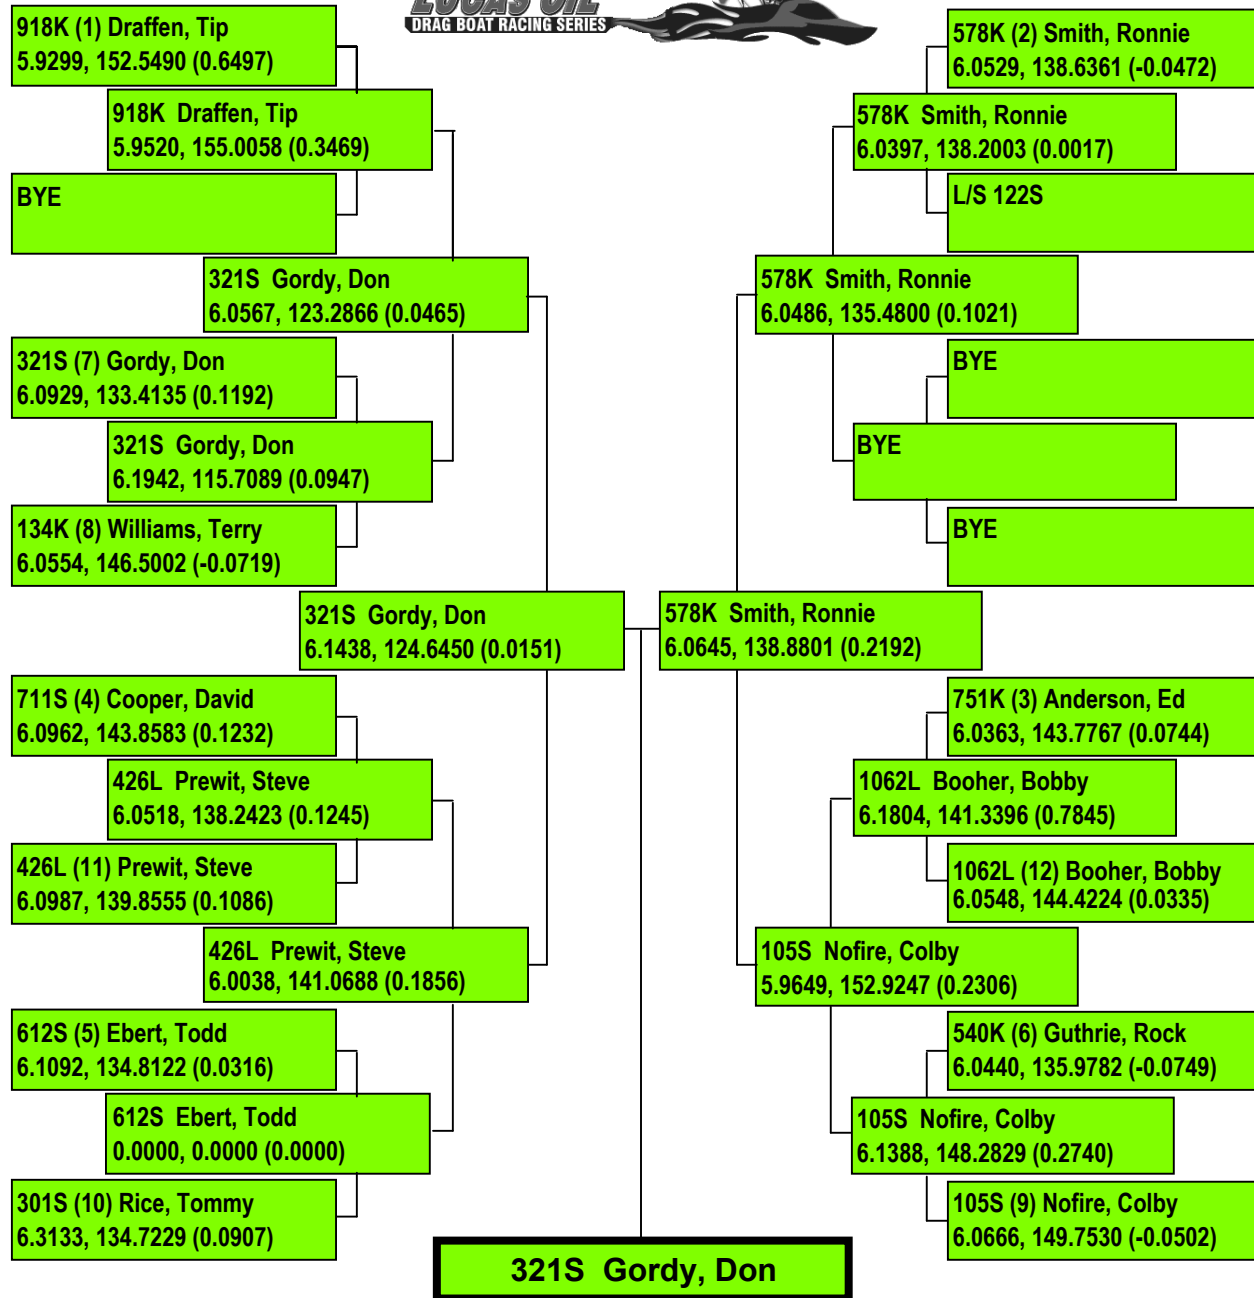 LUCAS OIL
DRAG BOAT RACING SERIES
918K (1) Draffen, Tip
5.9299, 152.5490 (0.6497)
918K  Draffen, Tip
5.9520, 155.0058 (0.3469)
BYE
321S  Gordy, Don
6.0567, 123.2866 (0.0465)
321S (7) Gordy, Don
6.0929, 133.4135 (0.1192)
321S  Gordy, Don
6.1942, 115.7089 (0.0947)
134K (8) Williams, Terry
6.0554, 146.5002 (-0.0719)
321S  Gordy, Don
6.1438, 124.6450 (0.0151)
711S (4) Cooper, David
6.0962, 143.8583 (0.1232)
426L  Prewit, Steve
6.0518, 138.2423 (0.1245)
426L (11) Prewit, Steve
6.0987, 139.8555 (0.1086)
426L  Prewit, Steve
6.0038, 141.0688 (0.1856)
612S (5) Ebert, Todd
6.1092, 134.8122 (0.0316)
612S  Ebert, Todd
0.0000, 0.0000 (0.0000)
301S (10) Rice, Tommy
6.3133, 134.7229 (0.0907)
578K (2) Smith, Ronnie
6.0529, 138.6361 (-0.0472)
578K  Smith, Ronnie
6.0397, 138.2003 (0.0017)
L/S 122S
578K  Smith, Ronnie
6.0486, 135.4800 (0.1021)
BYE
BYE
BYE
578K  Smith, Ronnie
6.0645, 138.8801 (0.2192)
751K (3) Anderson, Ed
6.0363, 143.7767 (0.0744)
1062L  Booher, Bobby
6.1804, 141.3396 (0.7845)
1062L (12) Booher, Bobby
6.0548, 144.4224 (0.0335)
105S  Nofire, Colby
5.9649, 152.9247 (0.2306)
540K (6) Guthrie, Rock
6.0440, 135.9782 (-0.0749)
105S  Nofire, Colby
6.1388, 148.2829 (0.2740)
105S (9) Nofire, Colby
6.0666, 149.7530 (-0.0502)
321S  Gordy, Don